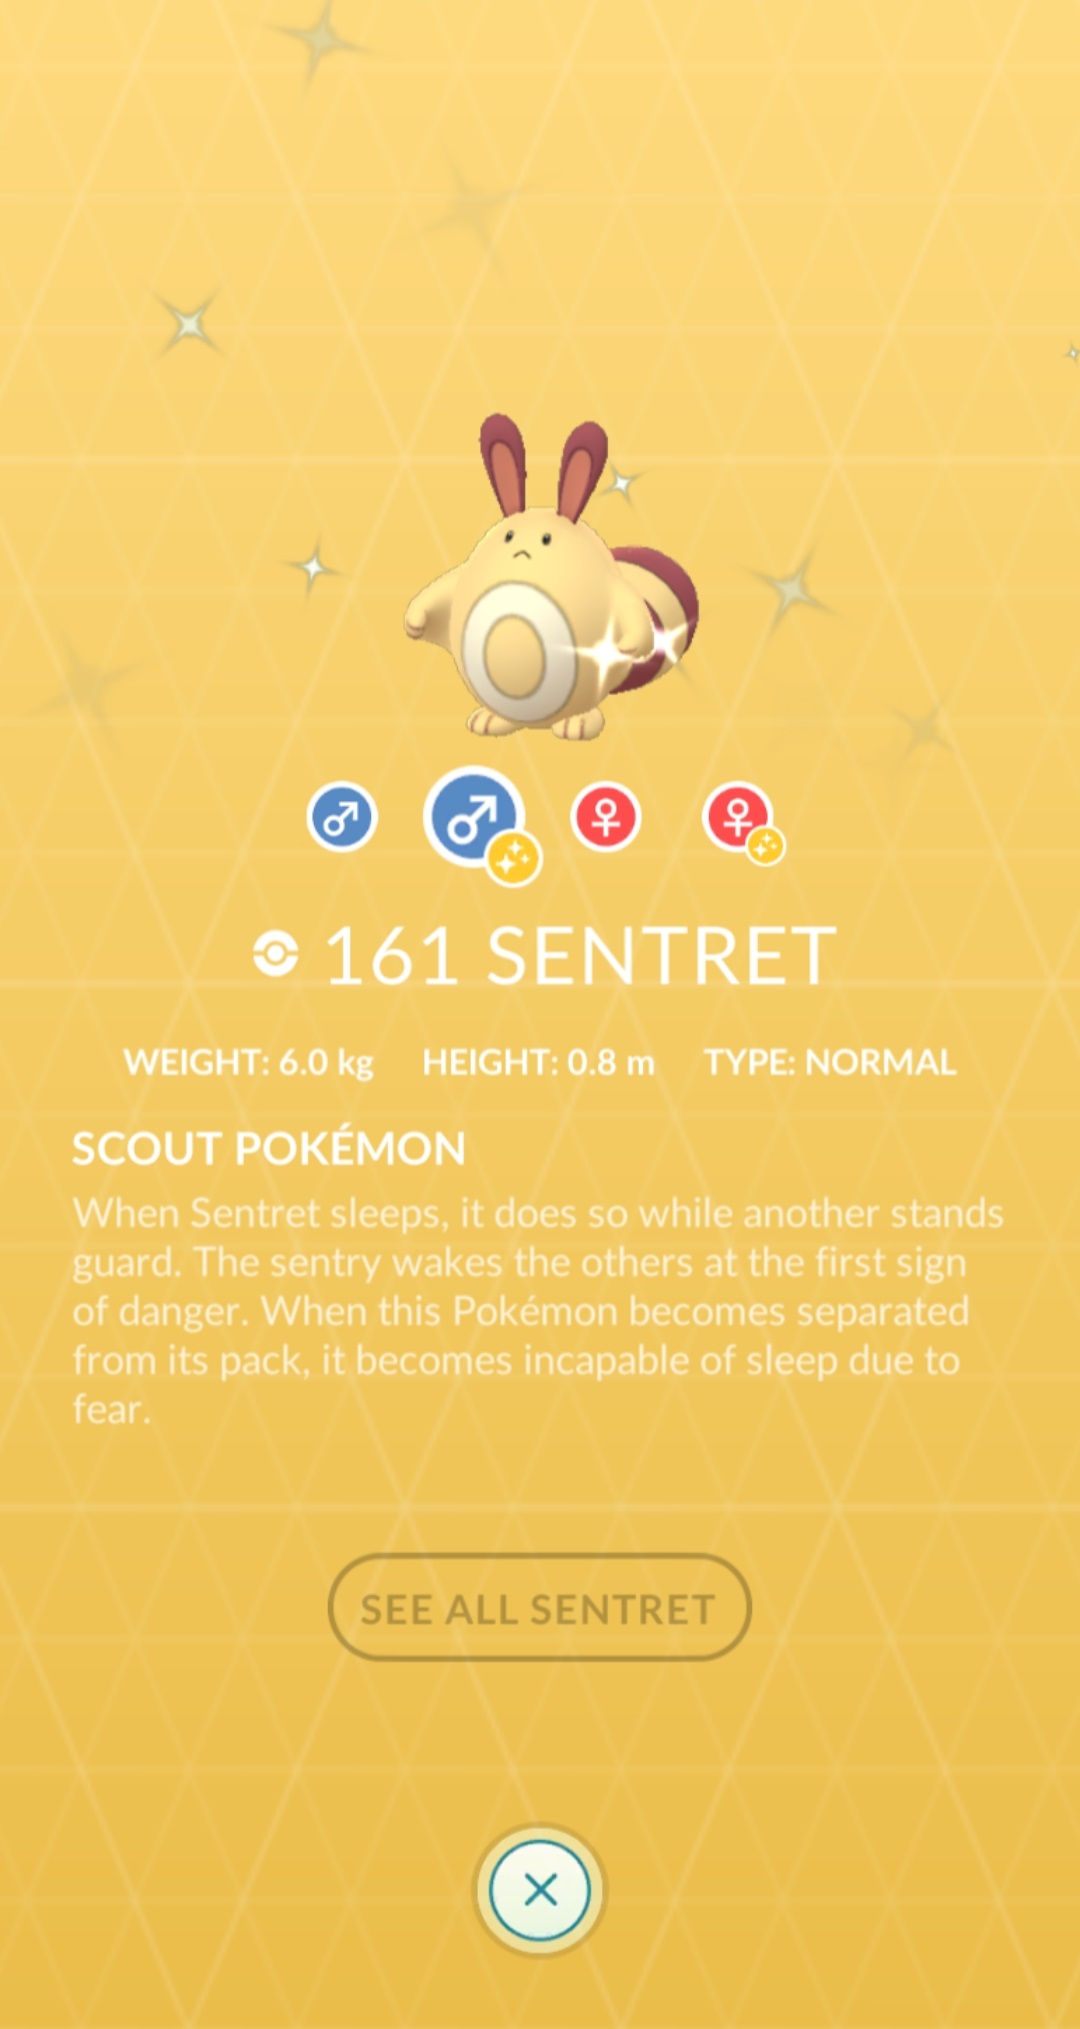 161 SENTRET
WEIGHT: 6.0 kg HEIGHT: 0.8 m TYPE: NORMAL
SCOUT POKÉMON
When Sentret sleeps, it does so while another stands
guard. The sentry wakes the others at the first sign
of danger. When this Pokémon becomes separated
from its pack, it becomes incapable of sleep due to
fear.
SEE ALL SENTRET